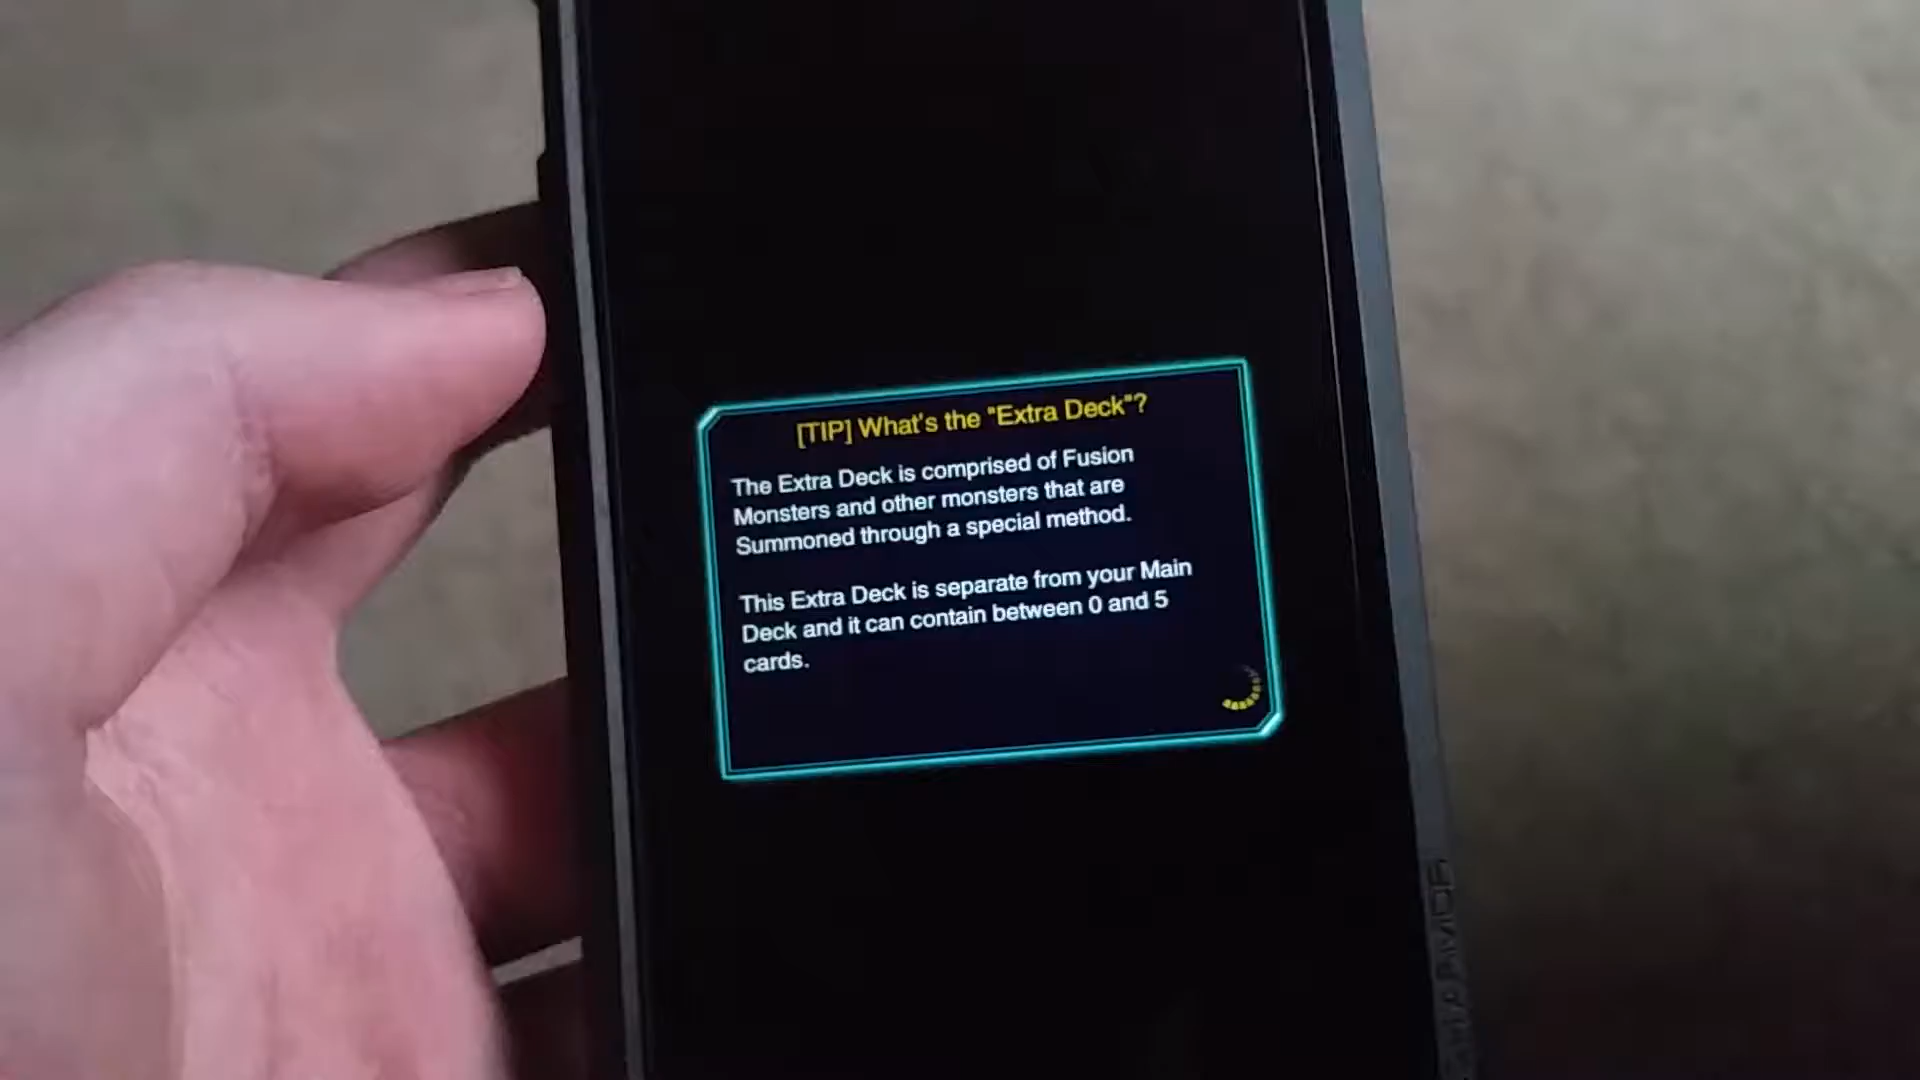 [TIP] What's the "Extra Deck"?
The Extra Deck is comprised of Fusion
Monsters and other monsters that are
Summoned through a special method.
This Extra Deck is separate from your Main
Deck and it can contain between 0 and 5
cards.